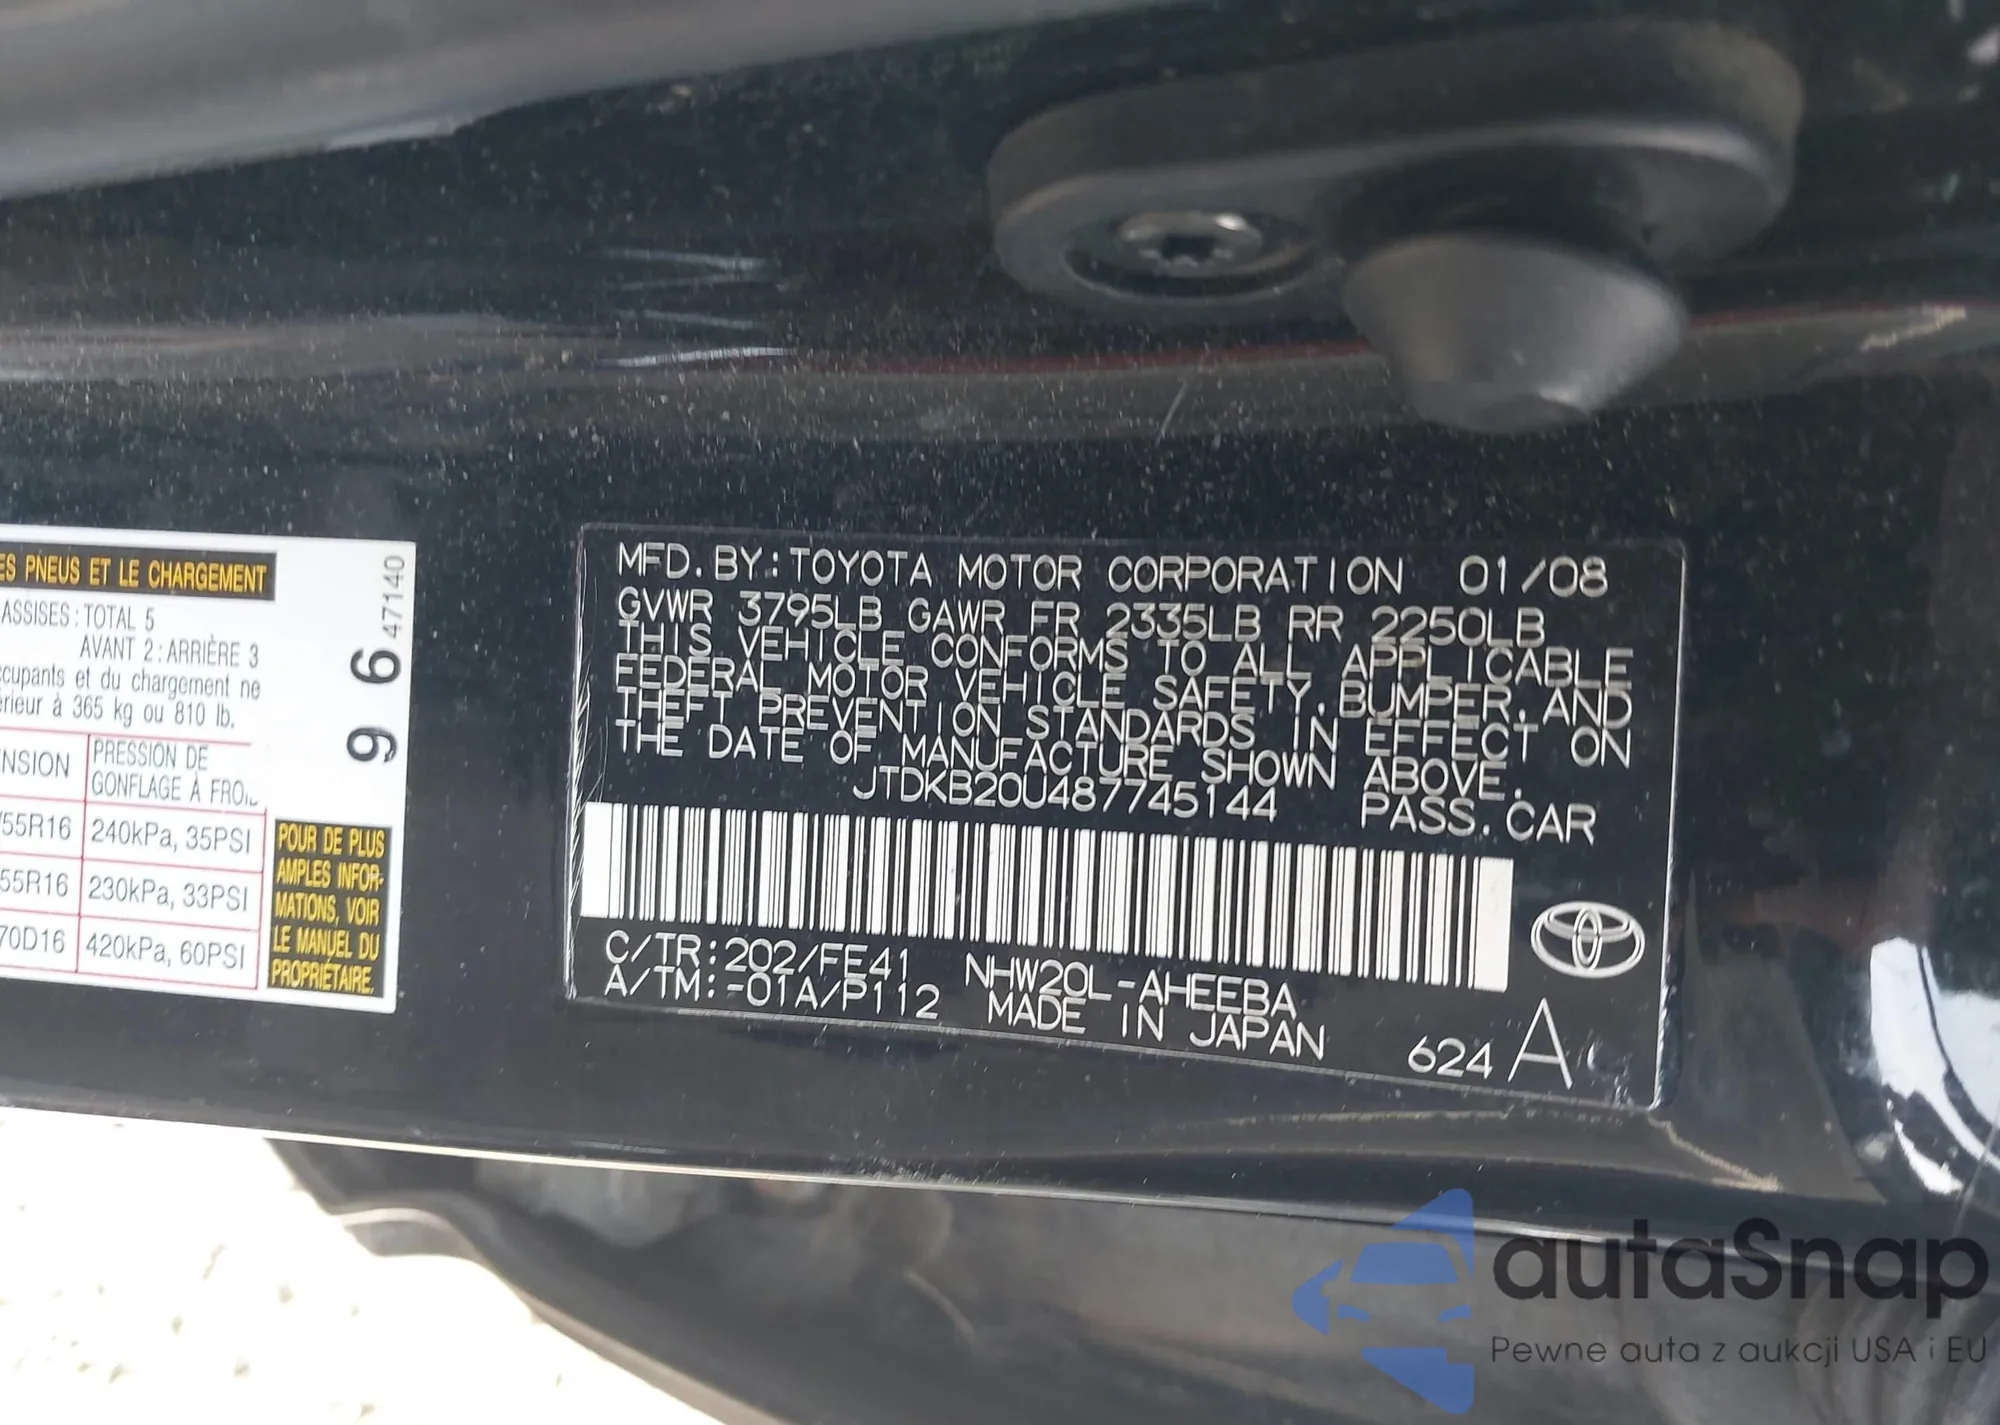 ES PNEUS ET LE CHARGEMENT
ASSISES : TOTAL 5
AVANT 2 : ARRIÈRE 3
ccupants et du chargement ne
érieur à 365 kg ou 810 lb.
NSION
PRESSION DE
GONFLAGE À FROID
/55R16 240kPa, 35PSI
55R16 230kPa, 33PSI
70D16 420kPa, 60PSI
47140
9 6
POUR DE PLUS
AMPLES INFOR-
MATIONS, VOIR
LE MANUEL DU
PROPRIÉTAIRE.
MFD. BY: TOYOTA MOTOR CORPORATION 01/08
GVWR 3795LB GAWR FR 2335LB RR 2250LB
THIS VEHICLE CONFORMS TO ALL APPLICABLE
FEDERAL MOTOR VEHICLE SAFETY, BUMPER, AND
THEFT PREVENTION STANDARDS IN EFFECT ON
THE DATE OF MANUFACTURE SHOWN ABOVE.
JTDKB20U487745144 PASS. CAR
C/TR: 202/FE41 NHW20L-AHEEBA
A/TM: -01A/P112 MADE IN JAPAN
624 A
autaSnap
Pewne auta z aukcji USA i EU